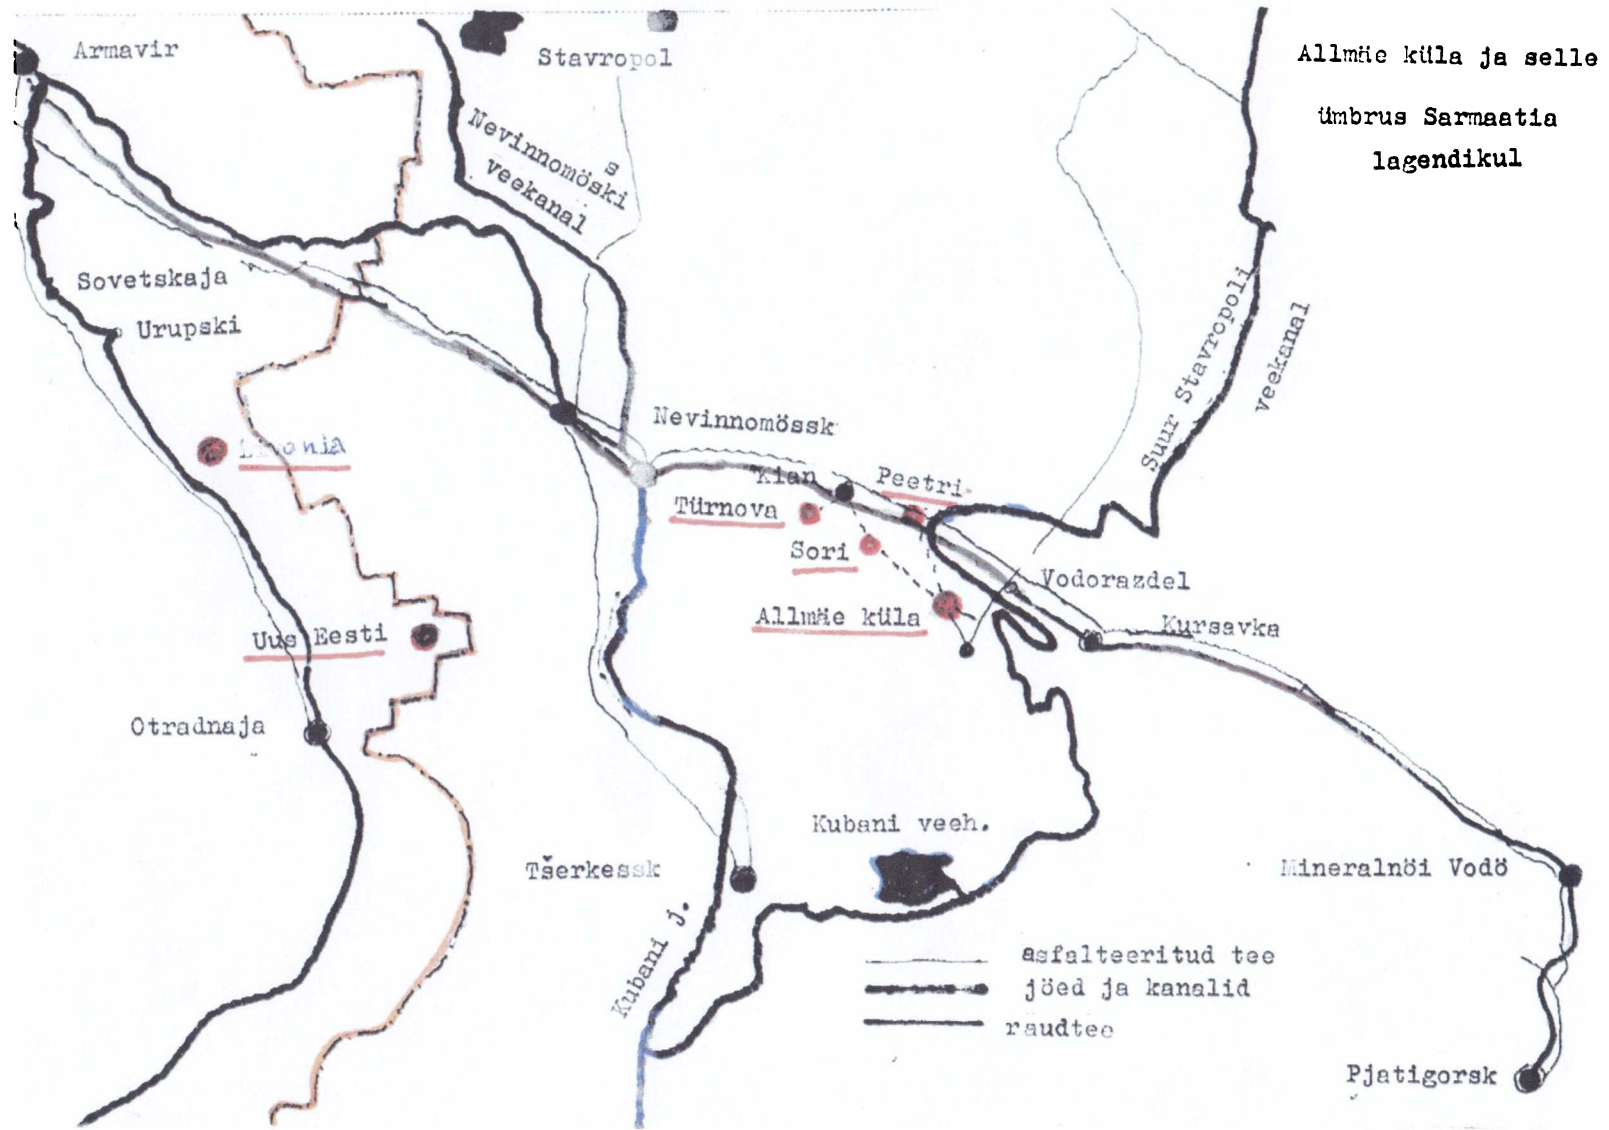 Armavir
Stavropol
Allmäe küla ja selle
ümbrus Sarmaatia
lagendikul
Nevinnomöski
s
veekanal
Sovetskaja
Urupski
Suur Stavropoli
veekanal
Nevinnomössk
Kian
Peetri
Türnova
Sori
Vodorazdel
Allmäe küla
Kursavka
Uus Eesti
Otradnaja
Kubani veeh.
Tšerkessk
Mineralnöi Vodö
Kubani j.
asfalteeritud tee
jöed ja kanalid
raudtee
Pjatigorsk